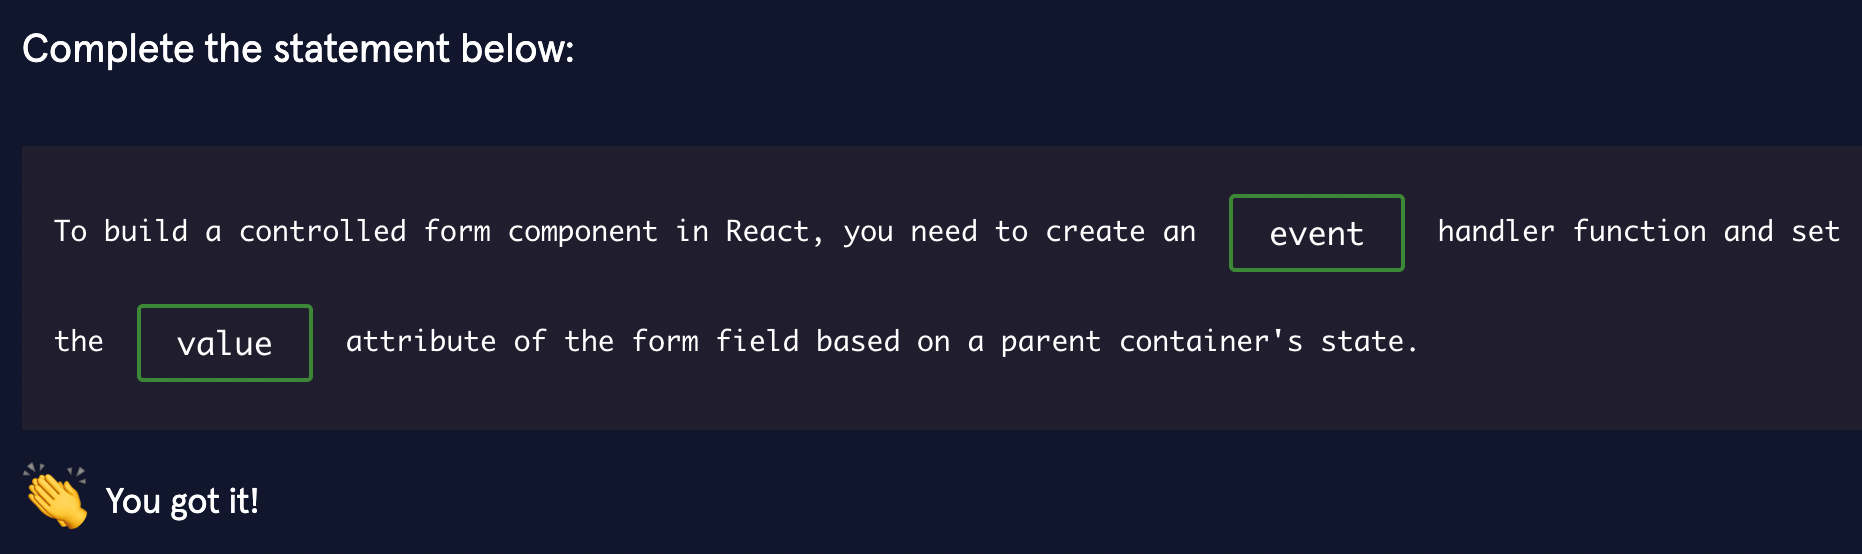 Complete the statement below:
To build a controlled form component in React, you need to create an event handler function and set
the value attribute of the form field based on a parent container's state.
You got it!